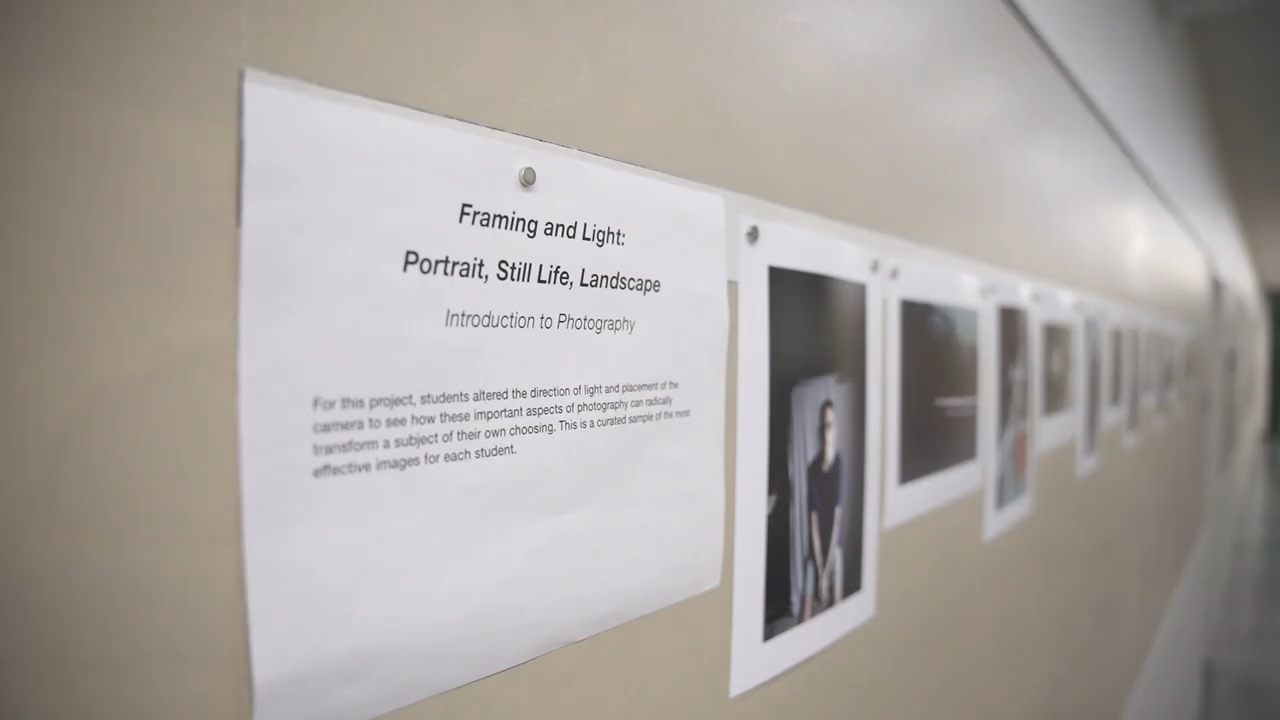 Framing and Light:
Portrait, Still Life, Landscape
Introduction to Photography
For this project, students altered the direction of light and placement of the
camera to see how these important aspects of photography can radically
transform a subject of their own choosing. This is a curated sample of the most
effective images for each student.